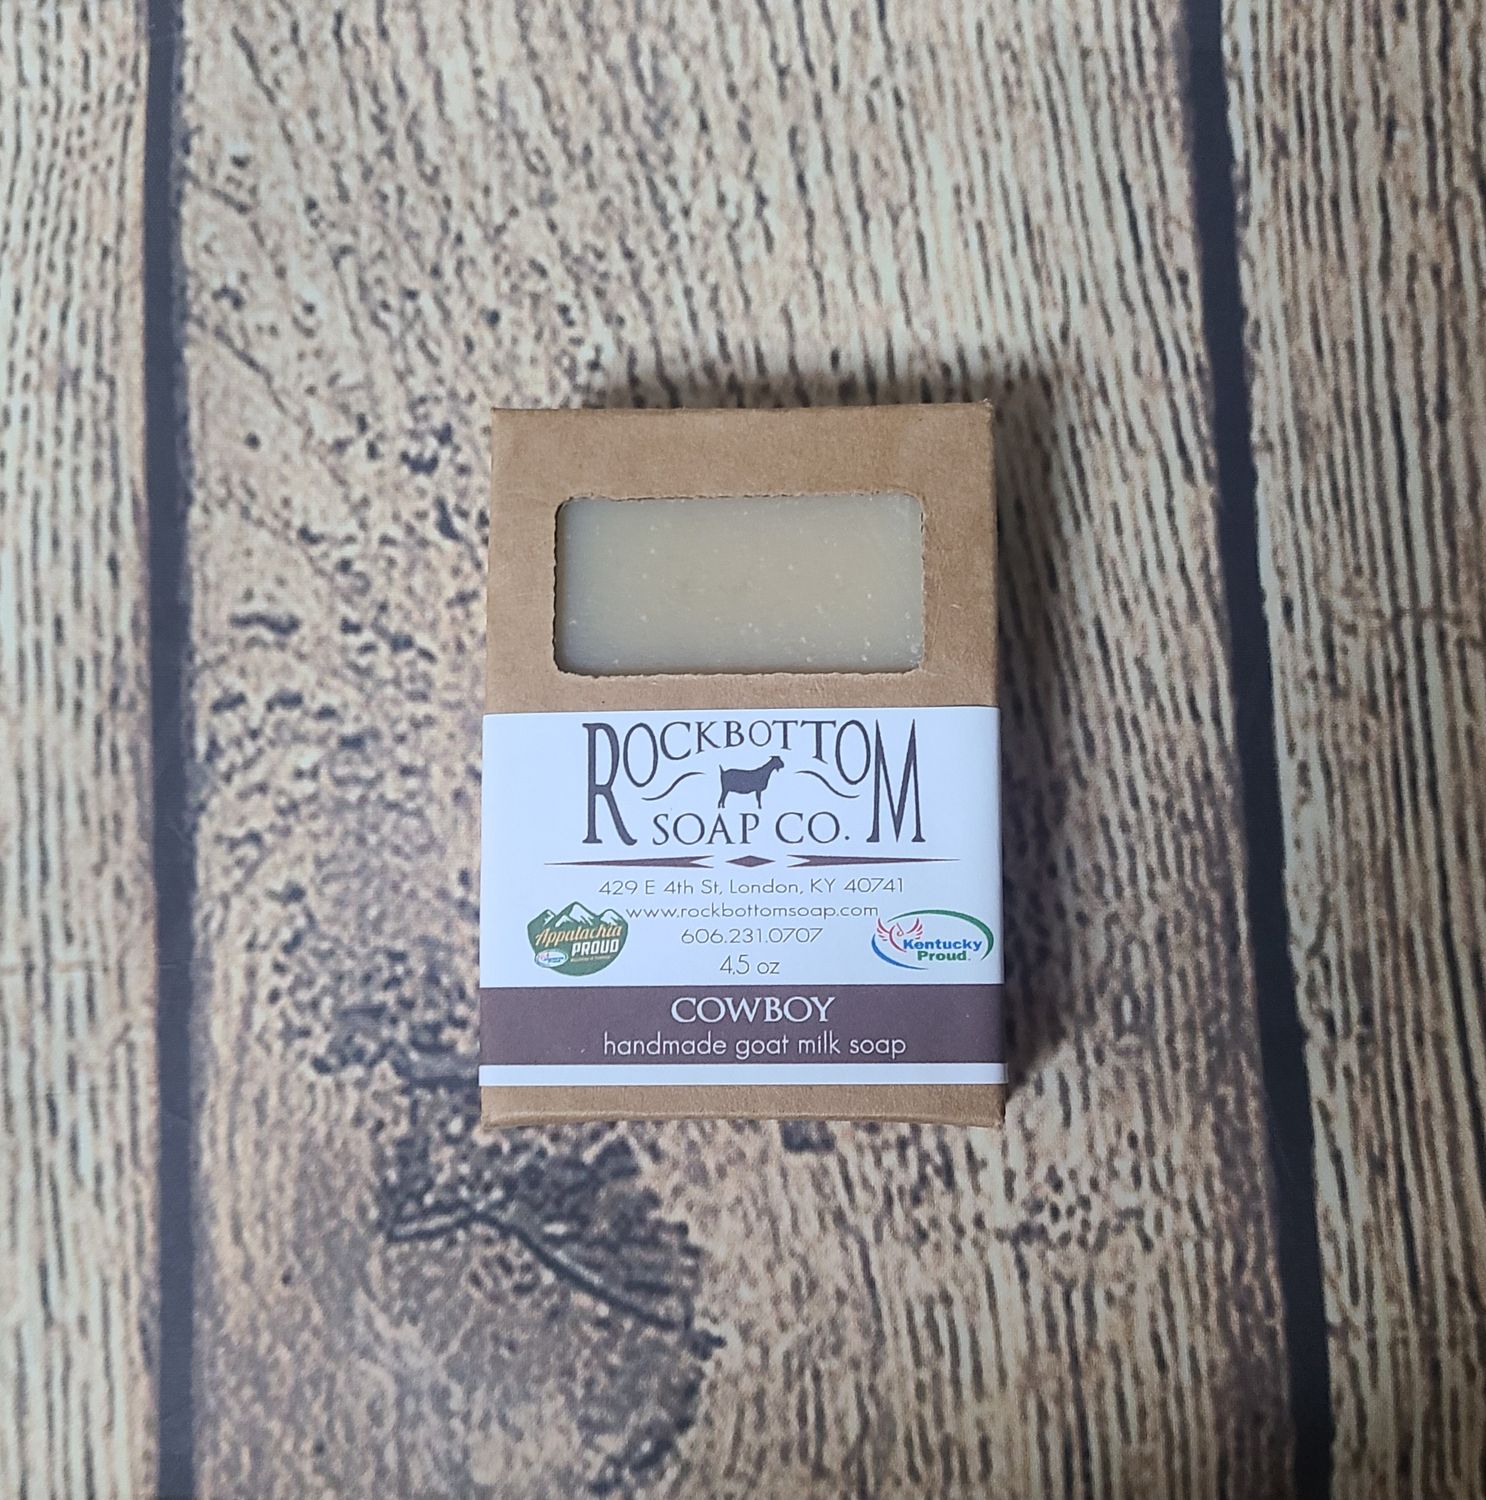 ROCKBOTTOM
SOAP CO.
429 E 4th St, London, KY 40741
www.rockbottomsoap.com
606.231.0707
4.5 oz
Appalachia
PROUD
Kentucky
Proud
COWBOY
handmade goat milk soap